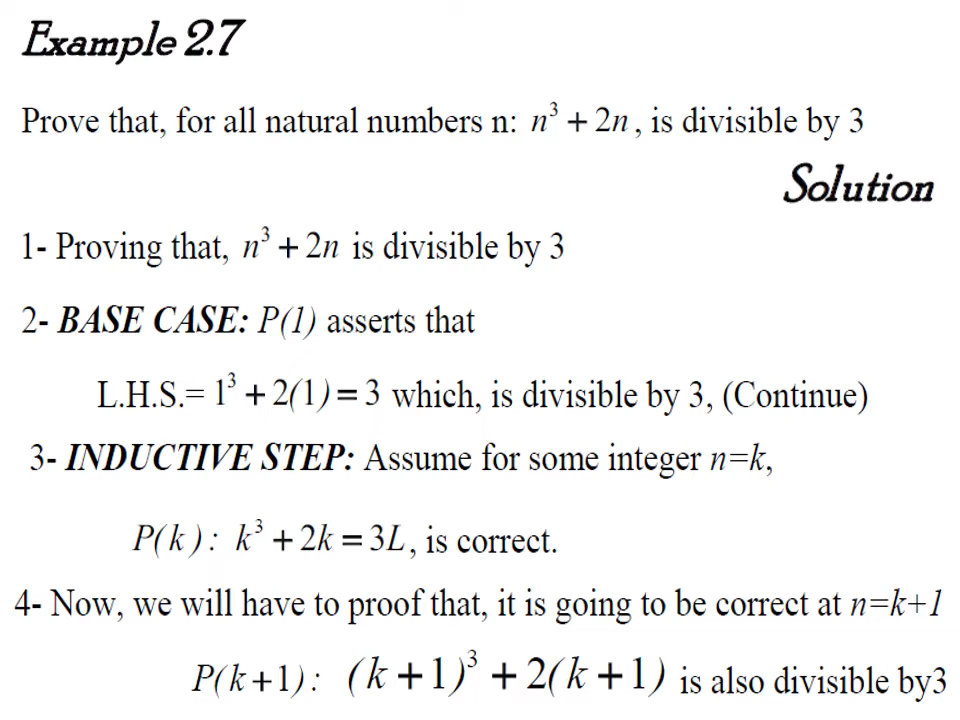 Example 2.7
Prove that, for all natural numbers n: n³ + 2n, is divisible by 3
Solution
1- Proving that, n³ + 2n is divisible by 3
2- BASE CASE: P(1) asserts that
L.H.S.= 1³ + 2(1) = 3 which, is divisible by 3, (Continue)
3- INDUCTIVE STEP: Assume for some integer n=k,
P(k): k³ + 2k = 3L, is correct.
4- Now, we will have to proof that, it is going to be correct at n=k+1
P(k+1): (k+1)³ + 2(k+1) is also divisible by3